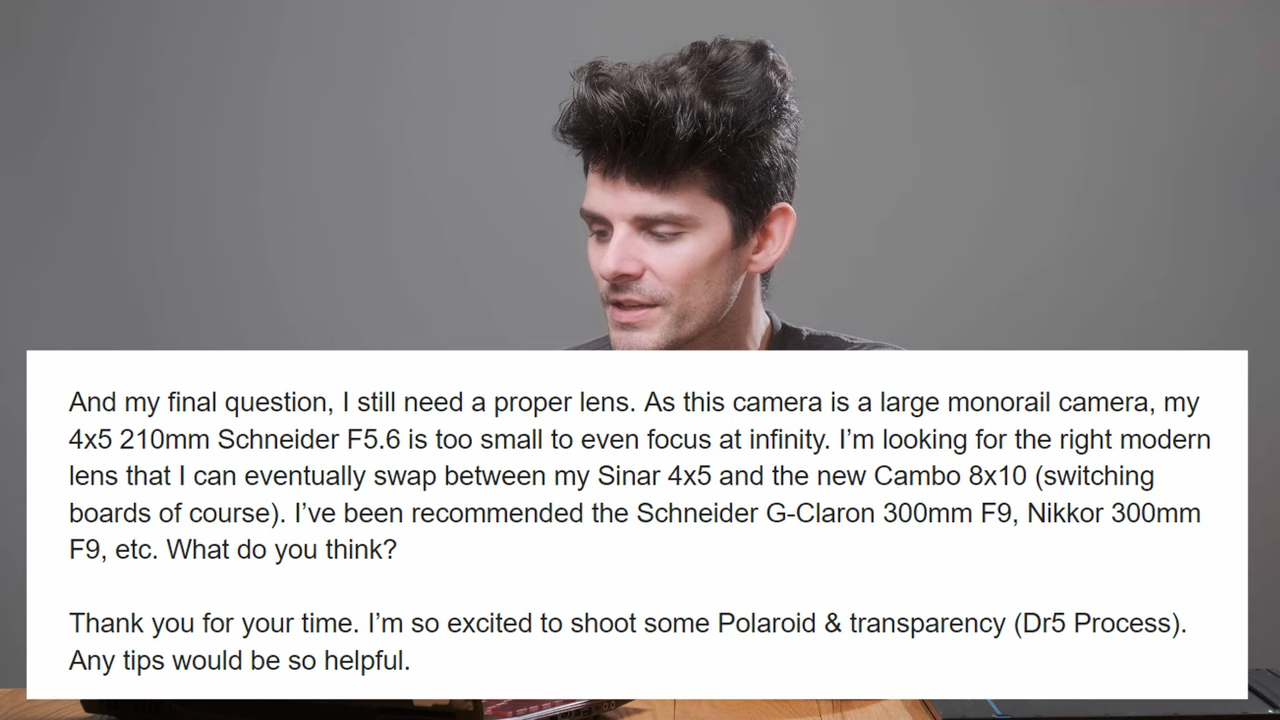 And my final question, I still need a proper lens. As this camera is a large monorail camera, my
4x5 210mm Schneider F5.6 is too small to even focus at infinity. I’m looking for the right modern
lens that I can eventually swap between my Sinar 4x5 and the new Cambo 8x10 (switching
boards of course). I’ve been recommended the Schneider G-Claron 300mm F9, Nikkor 300mm
F9, etc. What do you think?
Thank you for your time. I’m so excited to shoot some Polaroid & transparency (Dr5 Process).
Any tips would be so helpful.